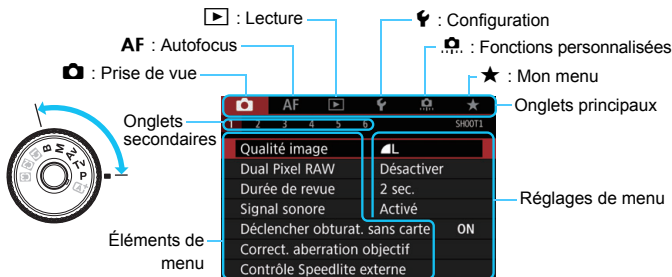 : Lecture
: Configuration
AF : Autofocus
: Fonctions personnalisées
: Prise de vue
: Mon menu
AF
Onglets principaux
Onglets secondaires
1 2 3 4 5 6 SHOOT1
Qualité image L
Dual Pixel RAW Désactiver
Durée de revue 2 sec.
Signal sonore Activé
Réglages de menu
Déclencher obturat. sans carte ON
Éléments de menu
Correct. aberration objectif
Contrôle Speedlite externe
B M Av Tv P A+